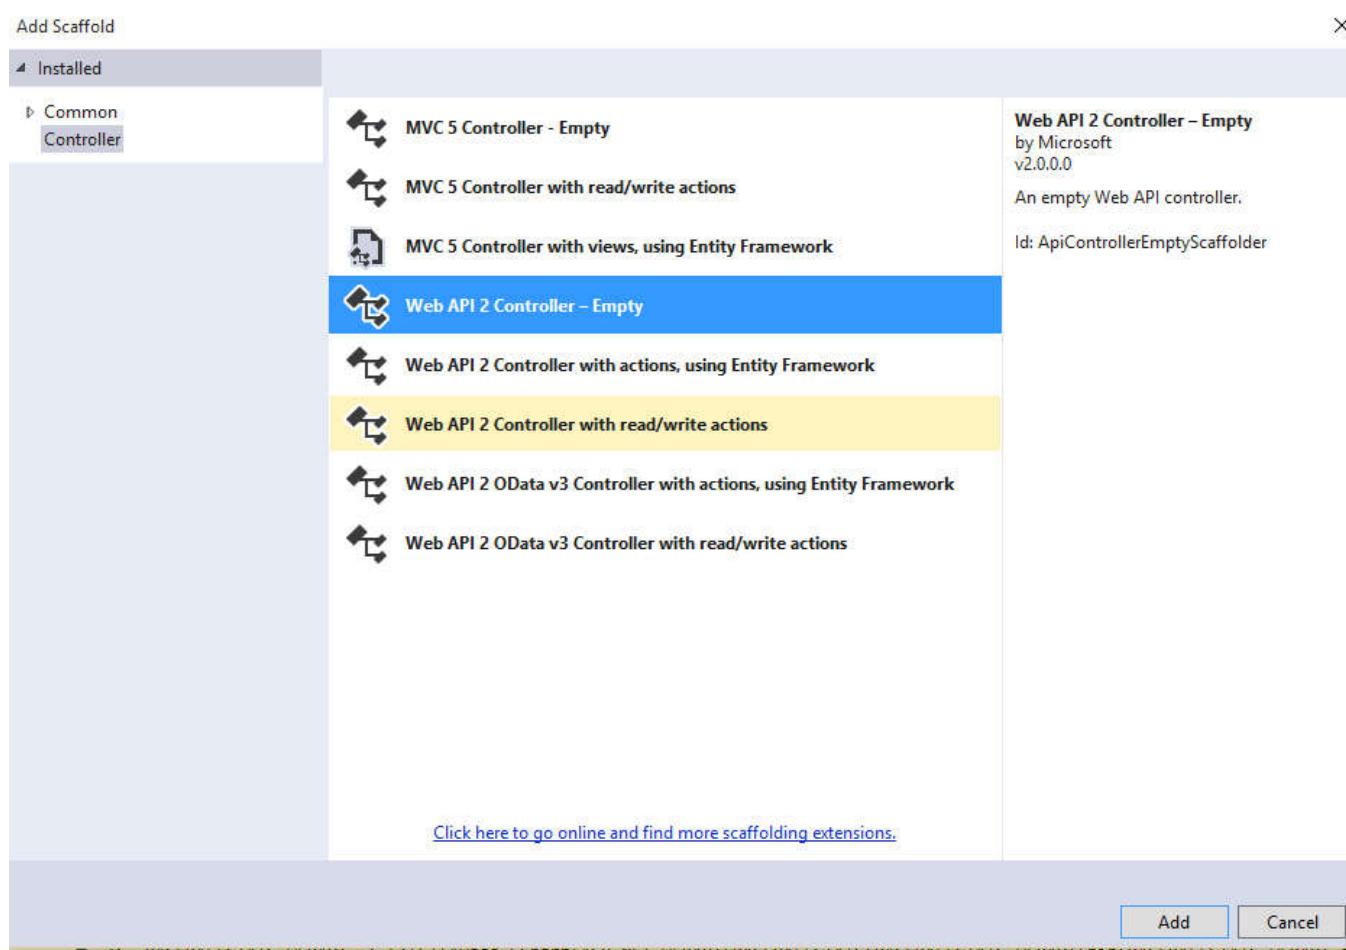 Add Scaffold
Installed
Common
Controller
MVC 5 Controller - Empty
MVC 5 Controller with read/write actions
MVC 5 Controller with views, using Entity Framework
Web API 2 Controller – Empty
Web API 2 Controller with actions, using Entity Framework
Web API 2 Controller with read/write actions
Web API 2 OData v3 Controller with actions, using Entity Framework
Web API 2 OData v3 Controller with read/write actions
Click here to go online and find more scaffolding extensions.
Web API 2 Controller – Empty
by Microsoft
v2.0.0.0
An empty Web API controller.
Id: ApiControllerEmptyScaffolder
Add
Cancel